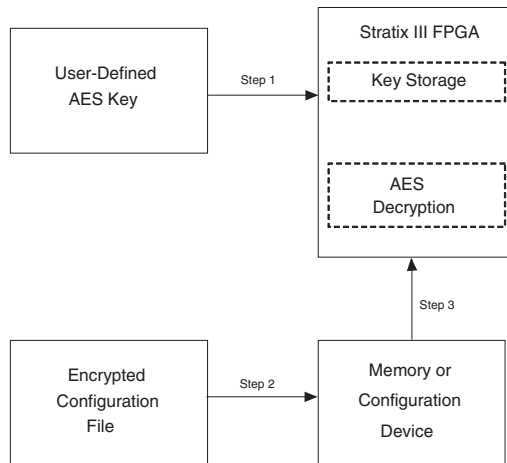 Stratix III FPGA
User-Defined
AES Key
Step 1
Key Storage
AES
Decryption
Step 3
Encrypted
Configuration
File
Step 2
Memory or
Configuration
Device